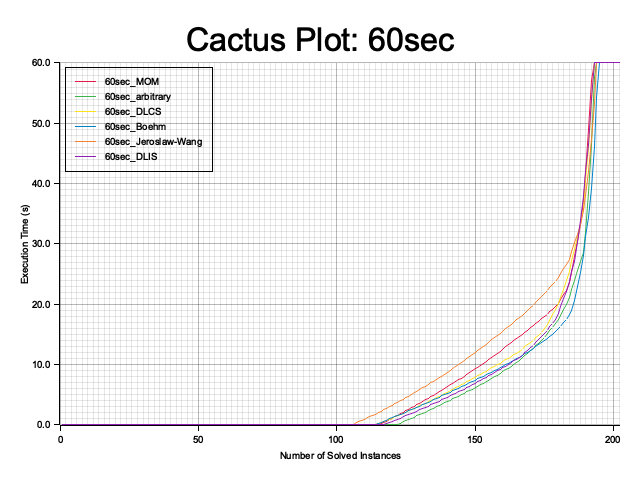 Cactus Plot: 60sec
60.0
60sec_MOM
60sec_arbitrary
60sec_DLCS
60sec_Boehm
60sec_Jeroslaw-Wang
60sec_DLIS
50.0
40.0
30.0
20.0
10.0
0.0
Execution Time (s)
0
50
100
150
200
Number of Solved Instances